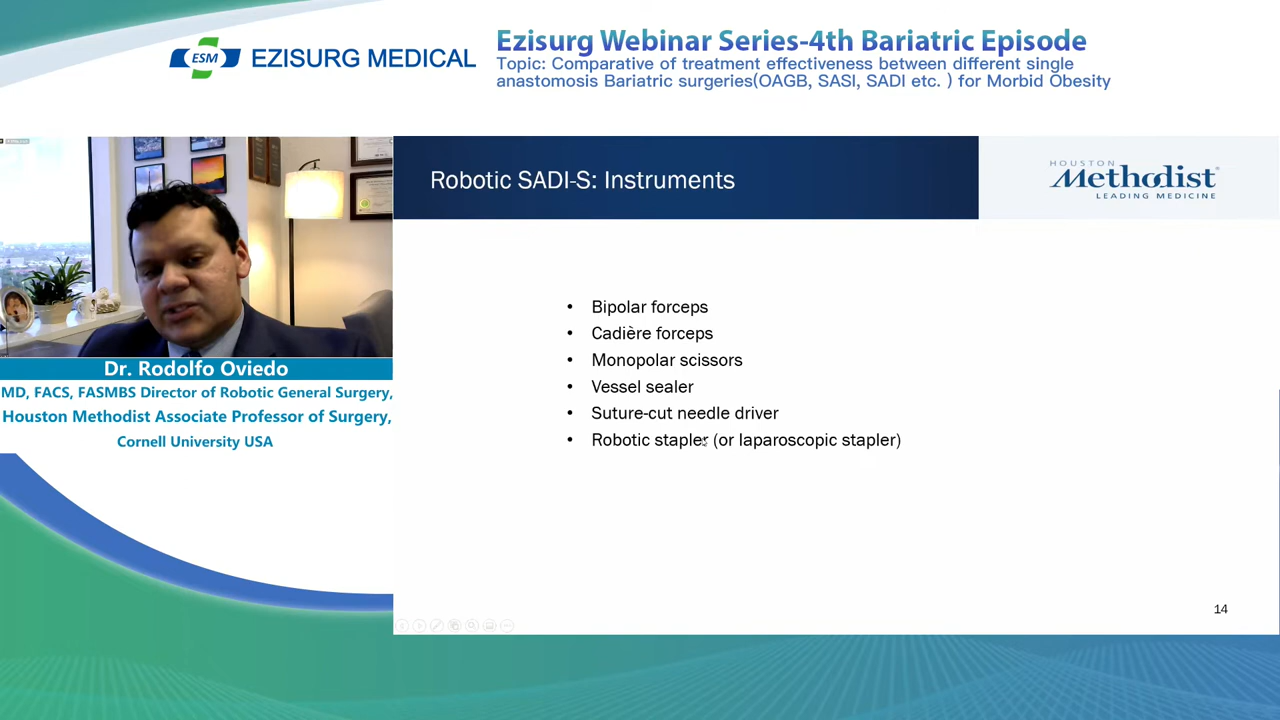 ESM
EZISURG MEDICAL
Ezisurg Webinar Series-4th Bariatric Episode
Topic: Comparative of treatment effectiveness between different single
anastomosis Bariatric surgeries(OAGB, SASI, SADI etc. ) for Morbid Obesity
Robotic SADI-S: Instruments
HOUSTON
Methodist®
LEADING MEDICINE
• Bipolar forceps
• Cadière forceps
• Monopolar scissors
• Vessel sealer
• Suture-cut needle driver
• Robotic stapler (or laparoscopic stapler)
14
Dr. Rodolfo Oviedo
MD, FACS, FASMBS Director of Robotic General Surgery,
Houston Methodist Associate Professor of Surgery,
Cornell University USA